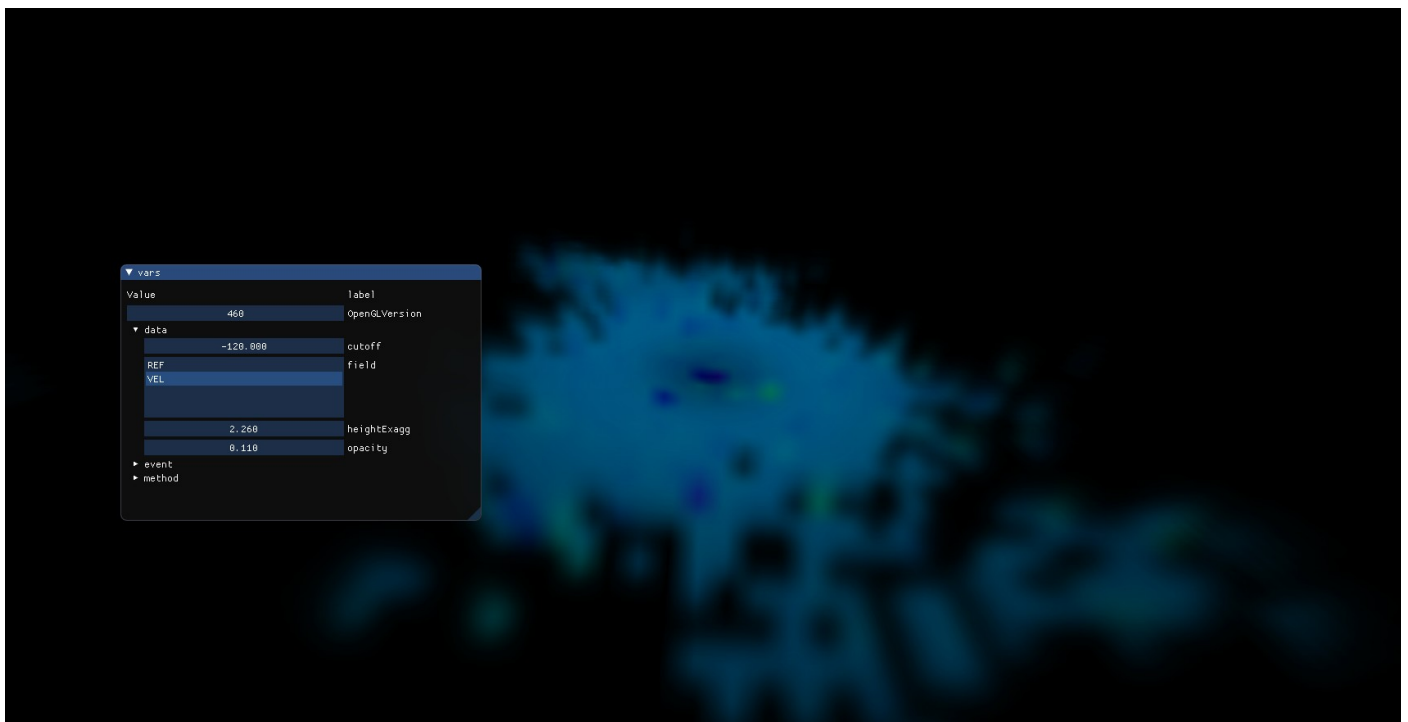 vars
Value label
460 OpenGLVersion
data
-120.000 cutoff
REF field
VEL
2.260 heightExagg
0.110 opacity
event
method